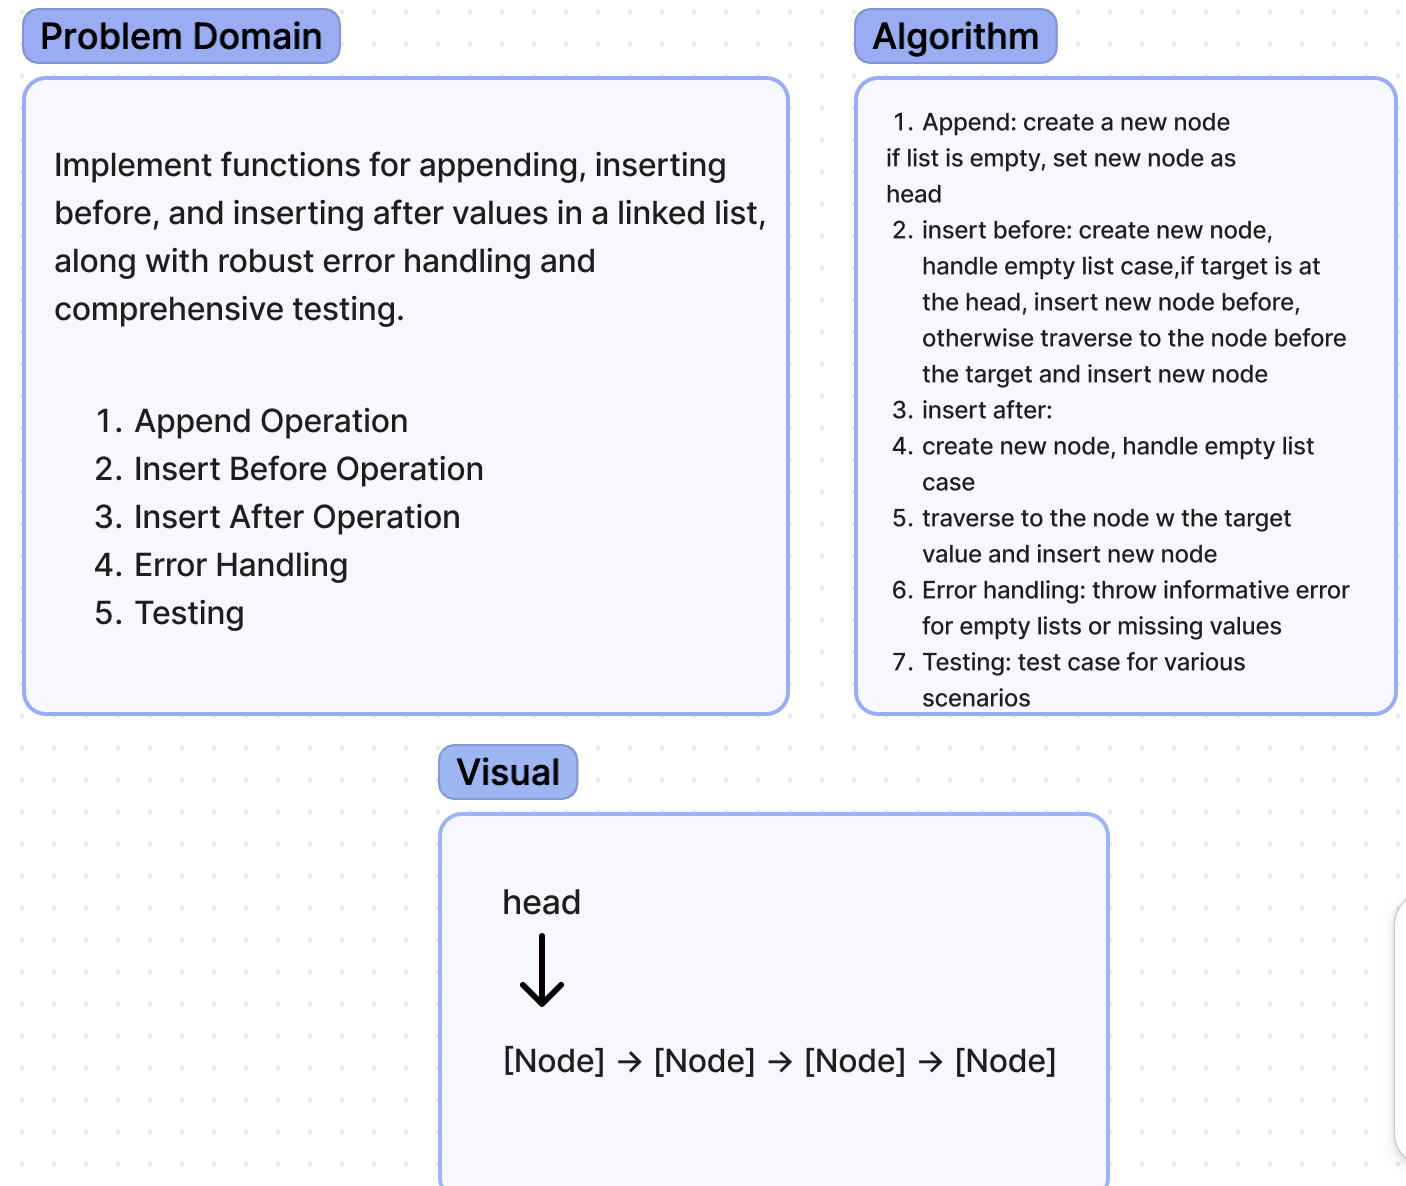 Problem Domain
Implement functions for appending, inserting
before, and inserting after values in a linked list,
along with robust error handling and
comprehensive testing.
1. Append Operation
2. Insert Before Operation
3. Insert After Operation
4. Error Handling
5. Testing
Algorithm
1. Append: create a new node
if list is empty, set new node as
head
2. insert before: create new node,
handle empty list case,if target is at
the head, insert new node before,
otherwise traverse to the node before
the target and insert new node
3. insert after:
4. create new node, handle empty list
case
5. traverse to the node w the target
value and insert new node
6. Error handling: throw informative error
for empty lists or missing values
7. Testing: test case for various
scenarios
Visual
head
[Node] → [Node] → [Node] → [Node]